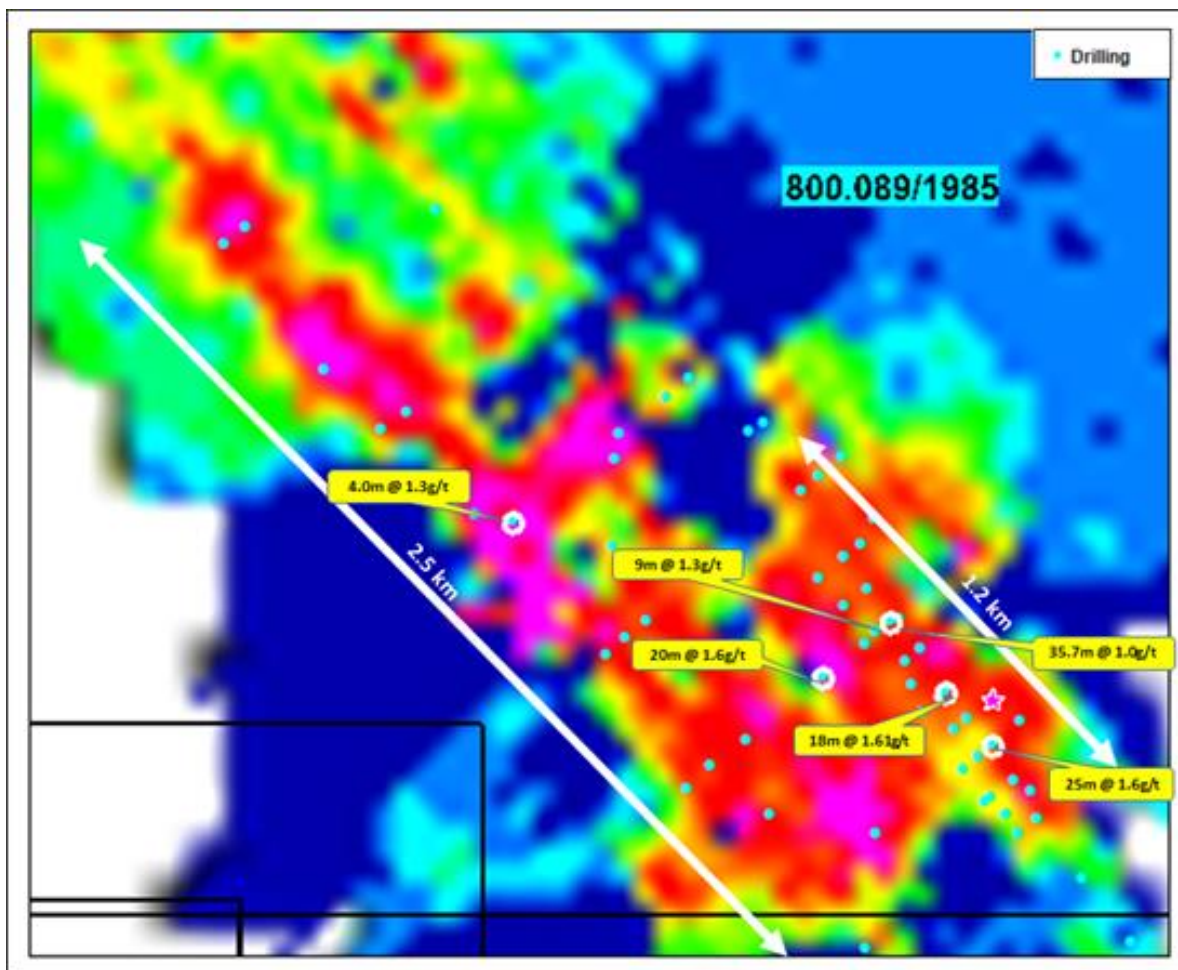 Drilling
800.089/1985
4.0m @ 1.3g/t
2.5 km
9m @ 1.3g/t
1.2 km
35.7m @ 1.0g/t
20m @ 1.6g/t
18m @ 1.61g/t
25m @ 1.6g/t